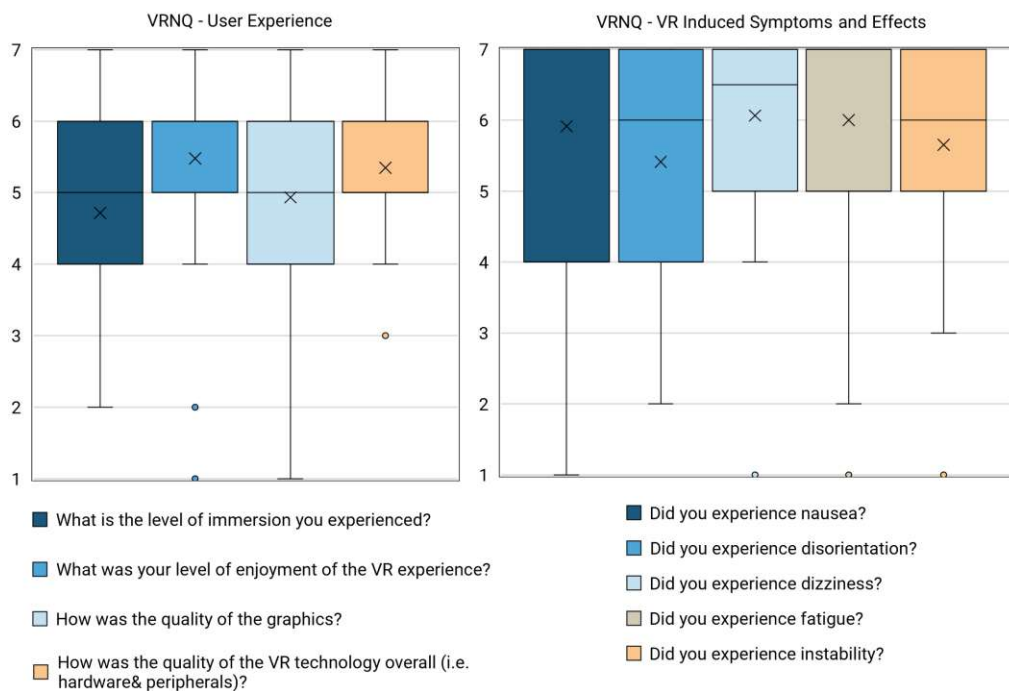 VRNQ - User Experience
7
6
5
4
3
2
1
What is the level of immersion you experienced?
What was your level of enjoyment of the VR experience?
How was the quality of the graphics?
How was the quality of the VR technology overall (i.e.
hardware& peripherals)?
VRNQ - VR Induced Symptoms and Effects
7
6
5
4
3
2
1
Did you experience nausea?
Did you experience disorientation?
Did you experience dizziness?
Did you experience fatigue?
Did you experience instability?